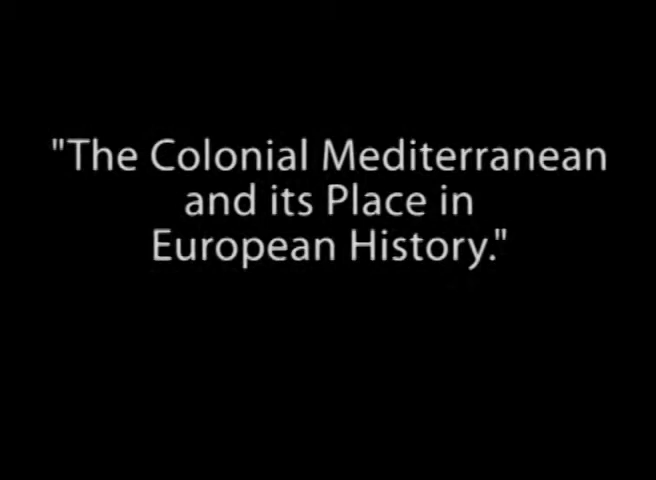 "The Colonial Mediterranean
and its Place in
European History."